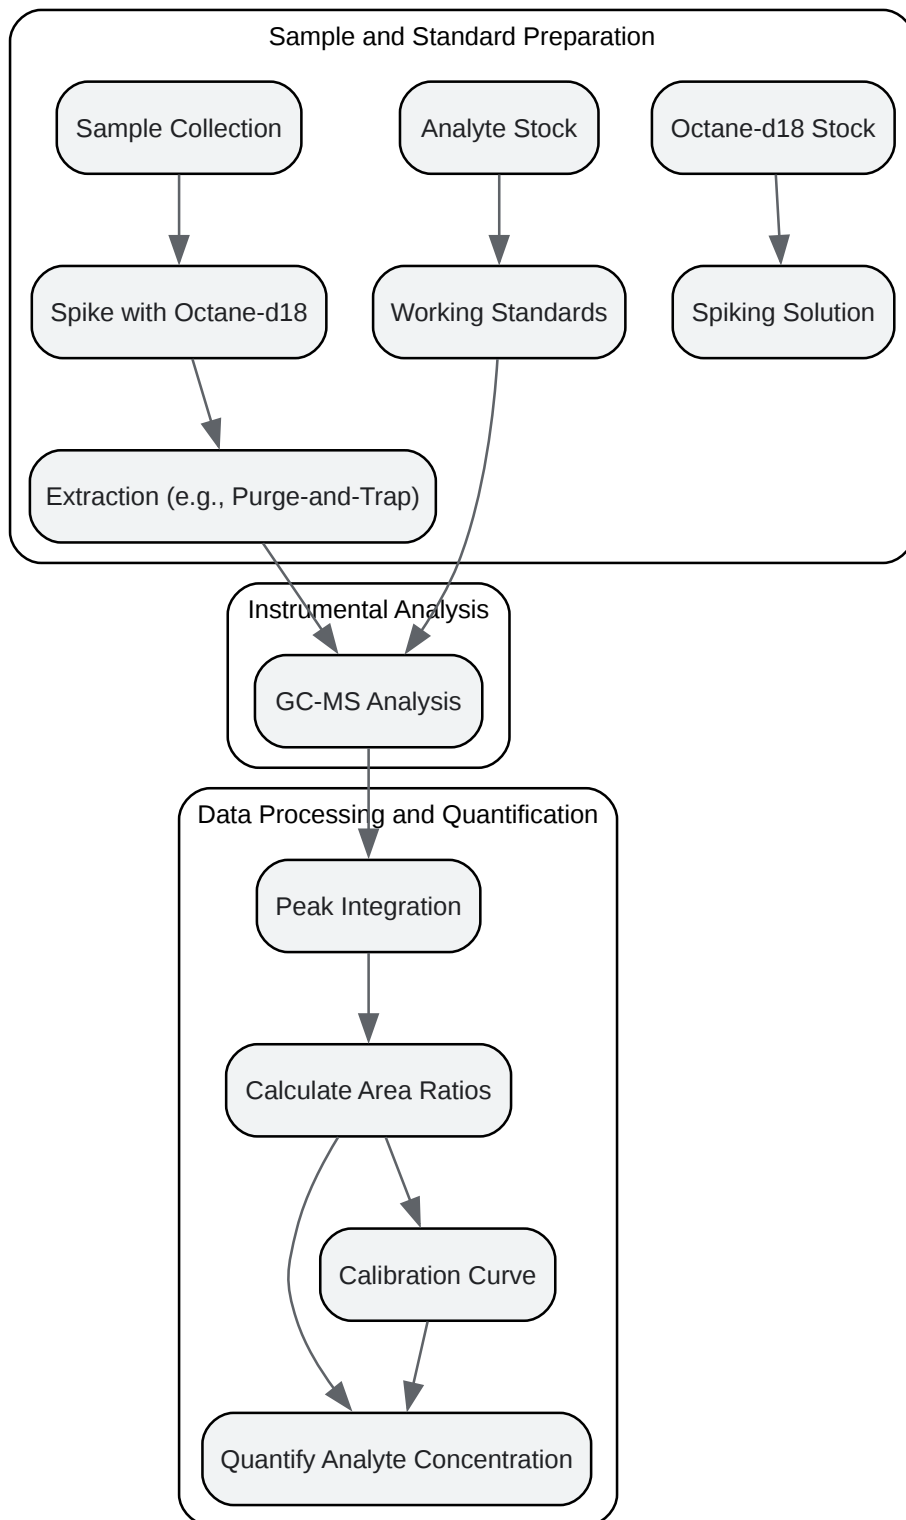 Sample and Standard Preparation
Sample Collection
Analyte Stock
Octane-d18 Stock
Spike with Octane-d18
Working Standards
Spiking Solution
Extraction (e.g., Purge-and-Trap)
Instrumental Analysis
GC-MS Analysis
Data Processing and Quantification
Peak Integration
Calculate Area Ratios
Calibration Curve
Quantify Analyte Concentration